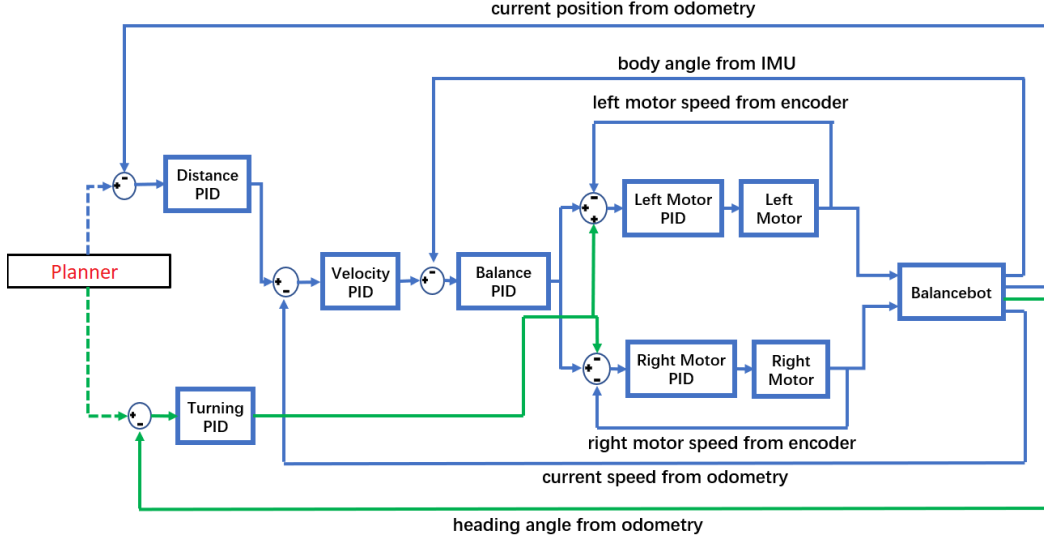 current position from odometry
body angle from IMU
left motor speed from encoder
Distance
PID
Left Motor
PID
Left
Motor
Planner
Velocity
PID
Balance
PID
Balancebot
Right Motor
PID
Right
Motor
Turning
PID
right motor speed from encoder
current speed from odometry
heading angle from odometry